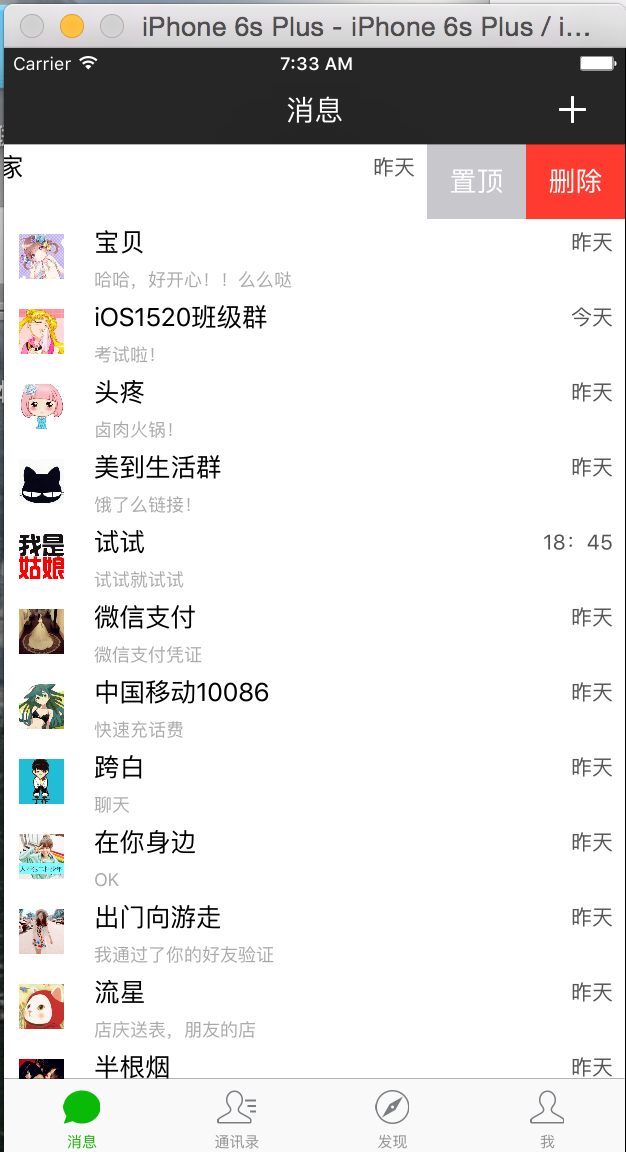 iPhone 6s Plus - iPhone 6s Plus / i...
Carrier 7:33 AM
消息
家 昨天 置顶 删除
宝贝 昨天
哈哈，好开心！！么么哒
iOS1520班级群 今天
考试啦！
头疼 昨天
卤肉火锅！
美到生活群 昨天
饿了么链接！
我是
姑娘
试试 18：45
试试就试试
微信支付 昨天
微信支付凭证
中国移动10086 昨天
快速充话费
跨白 昨天
聊天
在你身边 昨天
OK
出门向游走 昨天
我通过了你的好友验证
流星 昨天
店庆送表，朋友的店
半根烟 昨天
消息 通讯录 发现 我